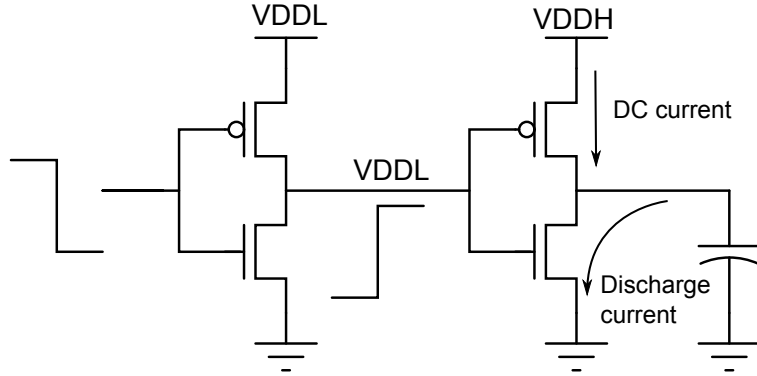 VDDL
VDDH
DC current
VDDL
Discharge
current